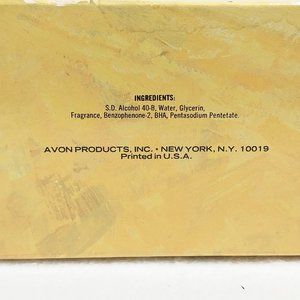 INGREDIENTS:
S.D. Alcohol 40-B, Water, Glycerin,
Fragrance, Benzophenone-2, BHA, Pentasodium Pentetate.
AVON PRODUCTS, INC. • NEW YORK, N.Y. 10019
Printed in U.S.A.